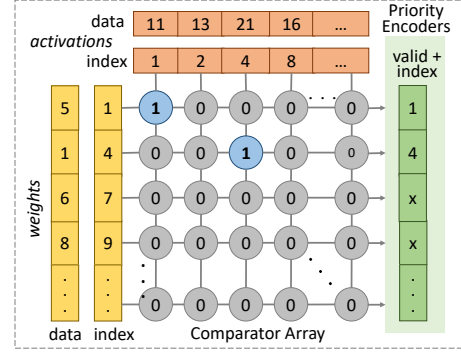 data 11 13 21 16 ... Priority
activations Encoders
index 1 2 4 8 ... valid +
index
5 1 1 0 0 0 . . . 0 1
1 4 0 0 1 0 0 4
6 7 0 0 0 0 0 x
8 9 0 0 0 0 0 x
. . . . . . . . . . .
0 0 0 0 0
weights
data index Comparator Array